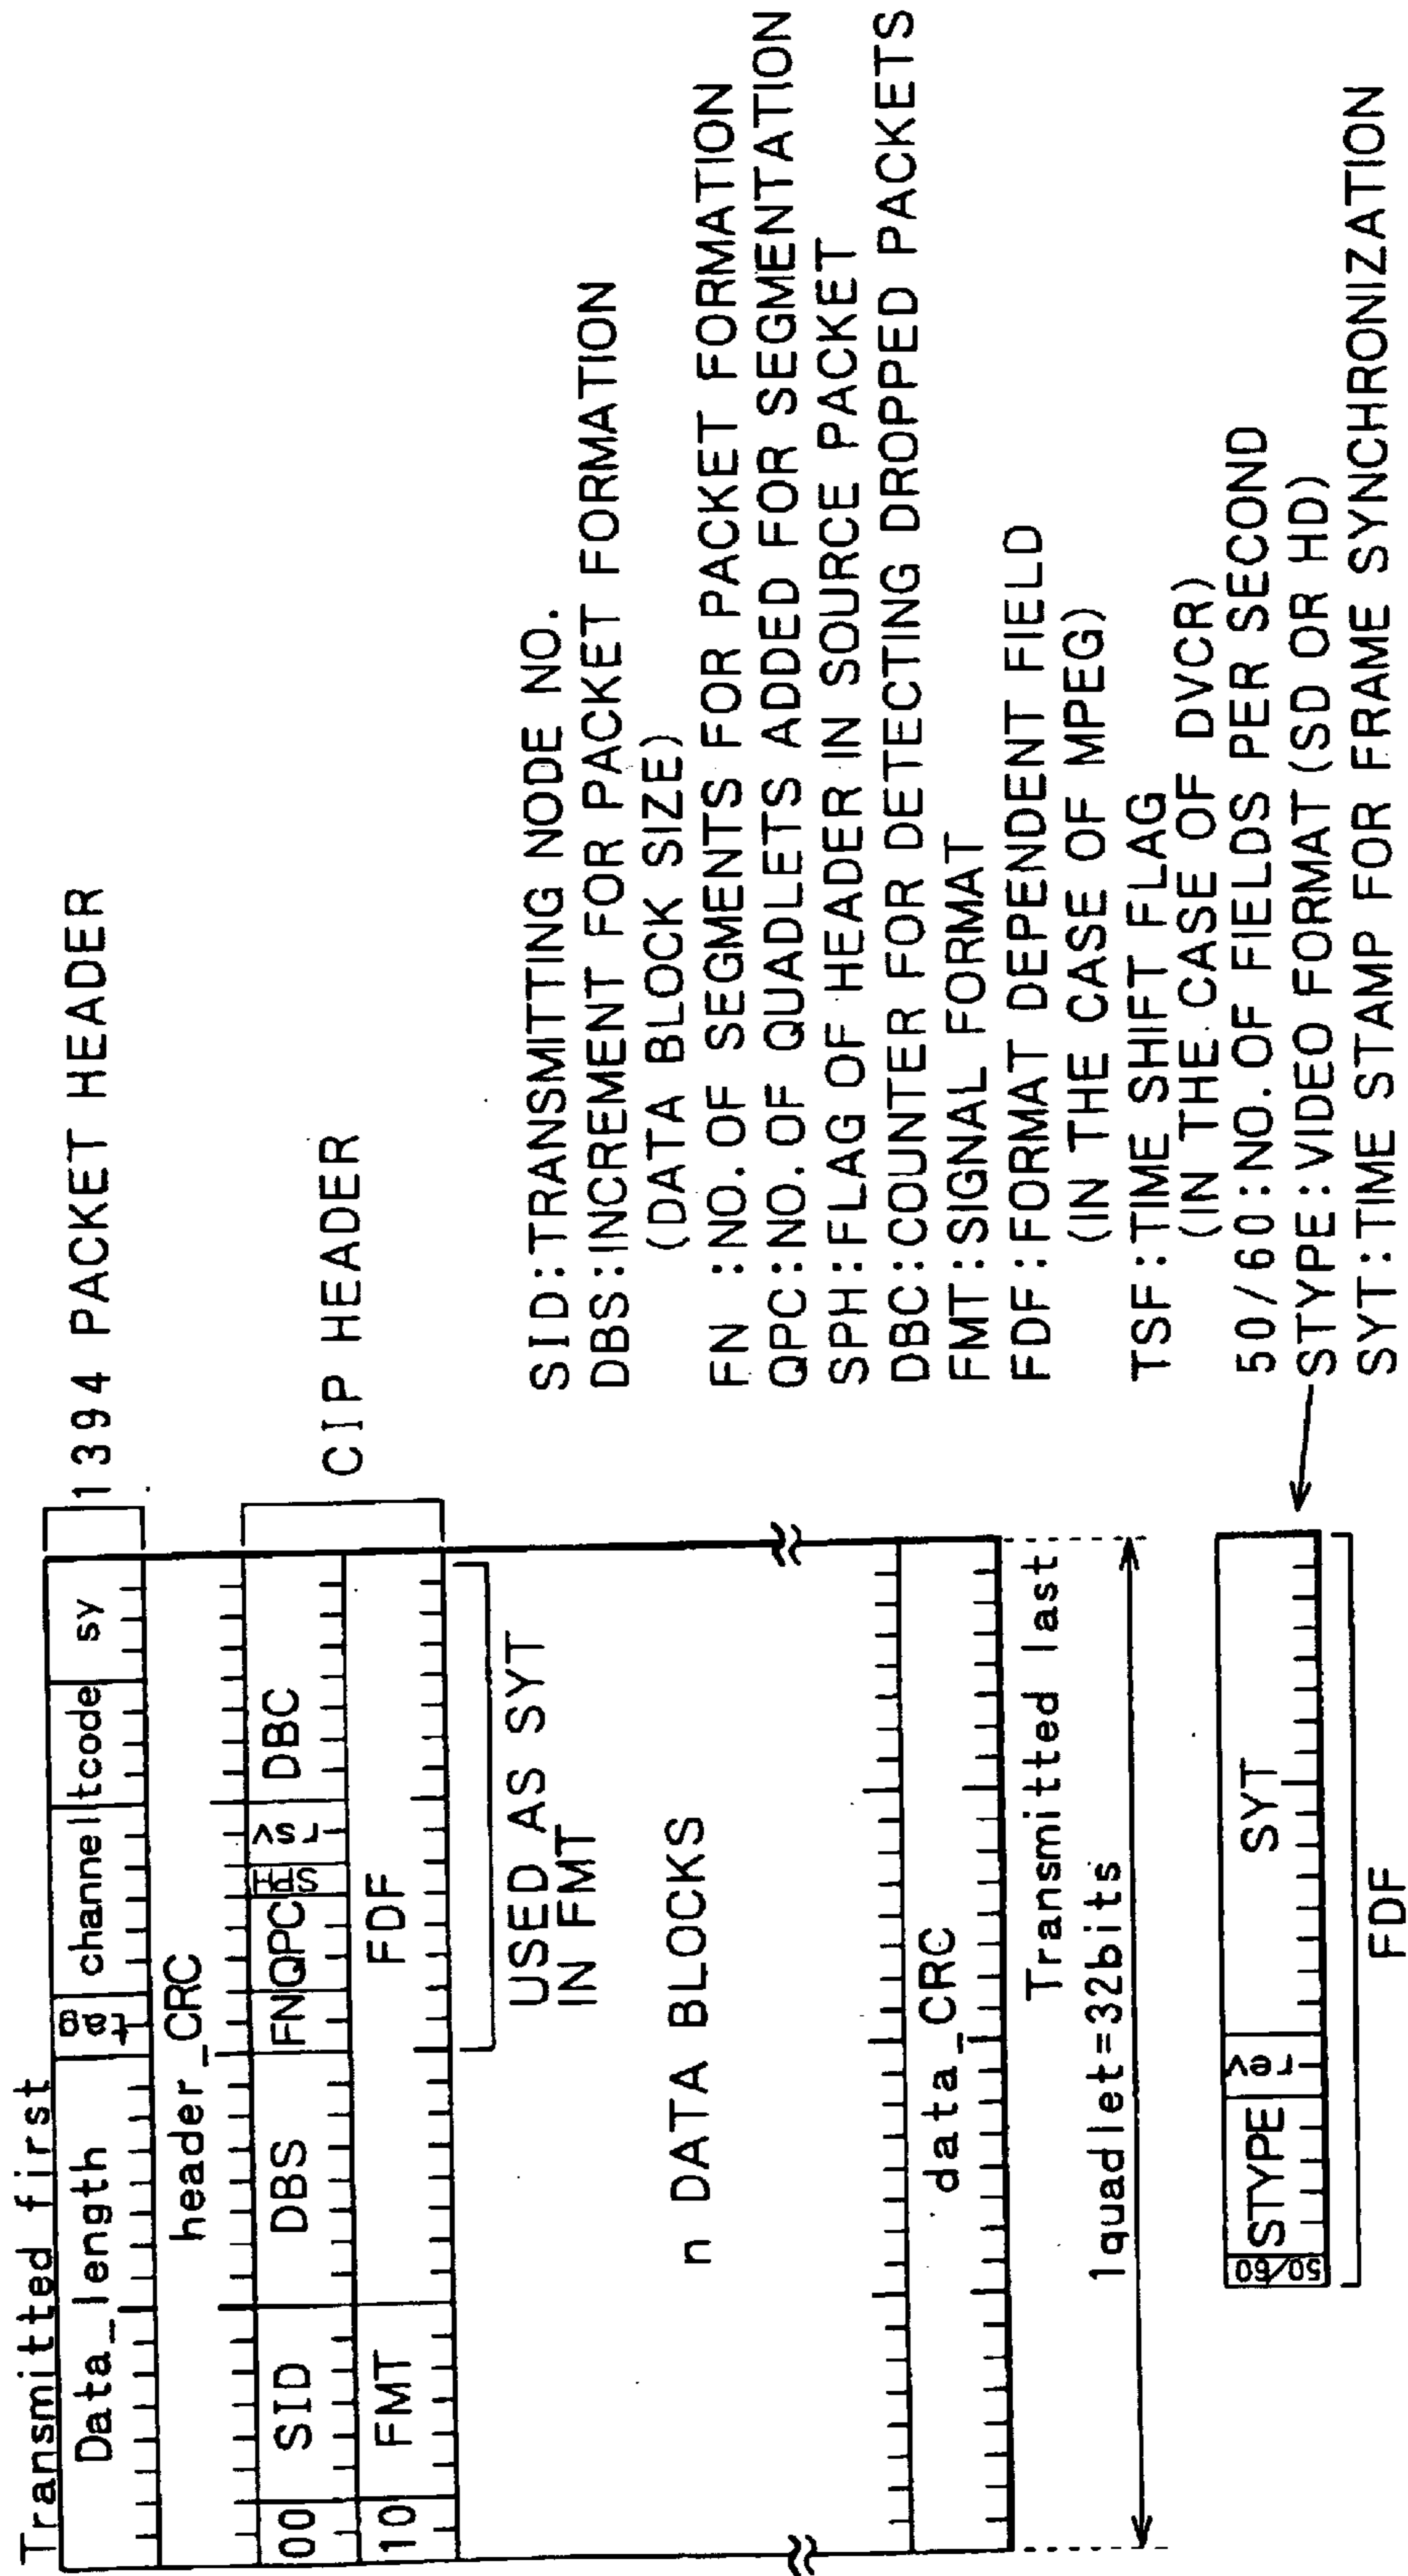 Transmitted first
Data_length
tag
channel
tcode
sy
1394 PACKET HEADER
header_CRC
00
SID
DBS
FN
QPC
SPH
rsv
DBC
CIP HEADER
10
FMT
FDF
USED AS SYT
IN FMT
n DATA BLOCKS
data_CRC
Transmitted last
1quadlet=32bits
50/60
STYPE
rev
SYT
FDF
SID:TRANSMITTING NODE NO.
DBS:INCREMENT FOR PACKET FORMATION
(DATA BLOCK SIZE)
FN :NO. OF SEGMENTS FOR PACKET FORMATION
QPC:NO. OF QUADLETS ADDED FOR SEGMENTATION
SPH:FLAG OF HEADER IN SOURCE PACKET
DBC:COUNTER FOR DETECTING DROPPED PACKETS
FMT:SIGNAL FORMAT
FDF:FORMAT DEPENDENT FIELD
(IN THE CASE OF MPEG)
TSF:TIME SHIFT FLAG
(IN THE CASE OF DVCR)
50/60:NO. OF FIELDS PER SECOND
STYPE:VIDEO FORMAT (SD OR HD)
SYT:TIME STAMP FOR FRAME SYNCHRONIZATION